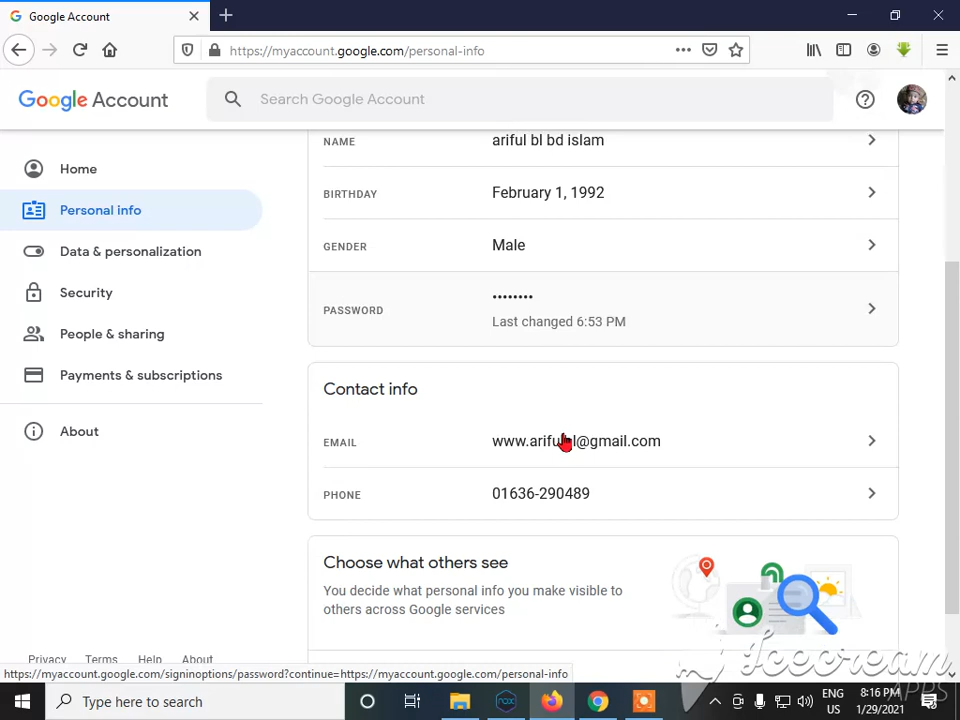 Google Account
https://myaccount.google.com/personal-info
Google Account
Search Google Account
Home
Personal info
Data & personalization
Security
People & sharing
Payments & subscriptions
About
NAME ariful bl bd islam
BIRTHDAY February 1, 1992
GENDER Male
PASSWORD ••••••••
Last changed 6:53 PM
Contact info
EMAIL
PHONE 01636-290489
Choose what others see
You decide what personal info you make visible to
others across Google services
Privacy Terms Help About
https://myaccount.google.com/signinoptions/password?continue=https://myaccount.google.com/personal-info
Icecream
APPS
Type here to search
nox
ENG
US
8:16 PM
1/29/2021